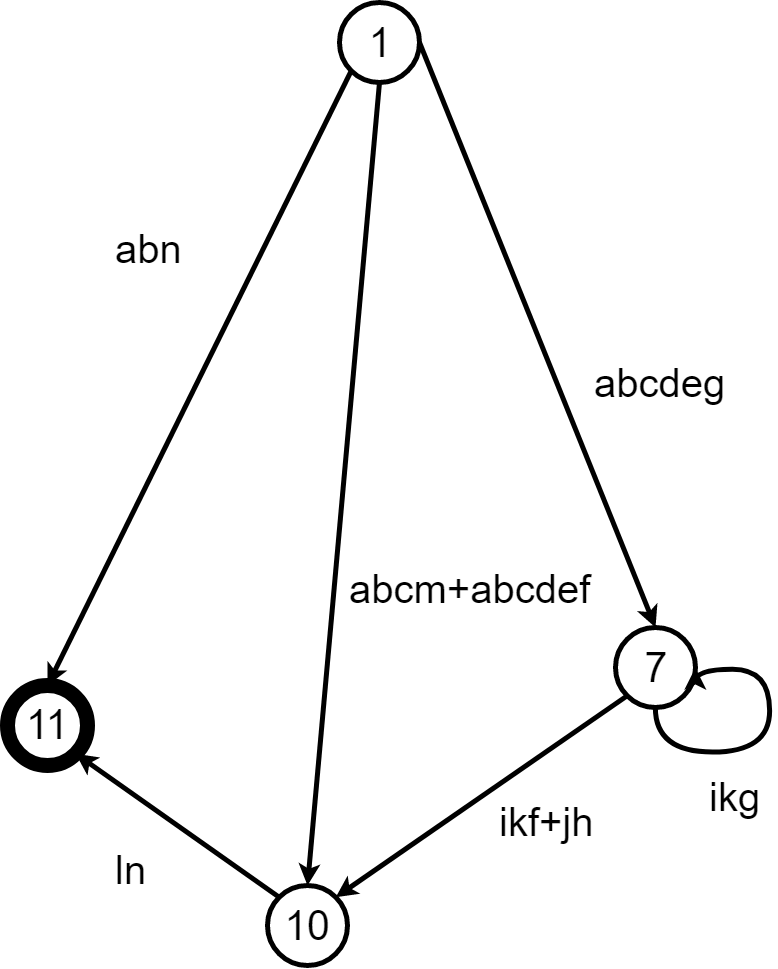 1
abn
abcdeg
abcm+abcdef
7
11
ikg
ikf+jh
ln
10